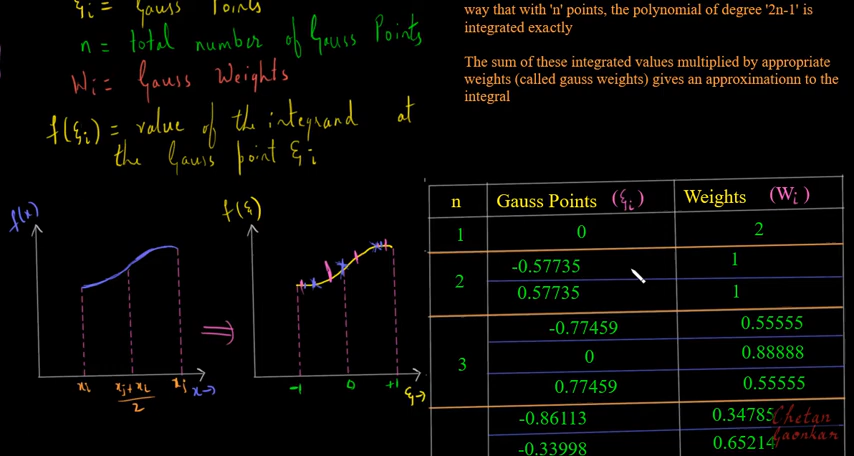 ξi = Gauss Points
n = total number of Gauss Points
Wi = Gauss Weights
f(ξi) = value of the integrand at
the Gauss point ξi
way that with 'n' points, the polynomial of degree '2n-1' is
integrated exactly
The sum of these integrated values multiplied by appropriate
weights (called gauss weights) gives an approximationn to the
integral
f(x)
xi
xj + xi
2
xj
x→
⇒
f(ξ)
-1
0
+1
ξ→
n Gauss Points (ξi) Weights (Wi)
1 0 2
2 -0.57735 1
0.57735 1
3 -0.77459 0.55555
0 0.88888
0.77459 0.55555
-0.86113 0.34785
-0.33998 0.65214
Chetan
Gaonkar